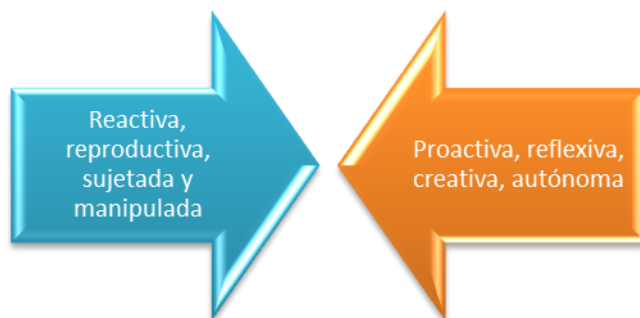 Reactiva,
reproductiva,
sujetada y
manipulada
Proactiva, reflexiva,
creativa, autónoma